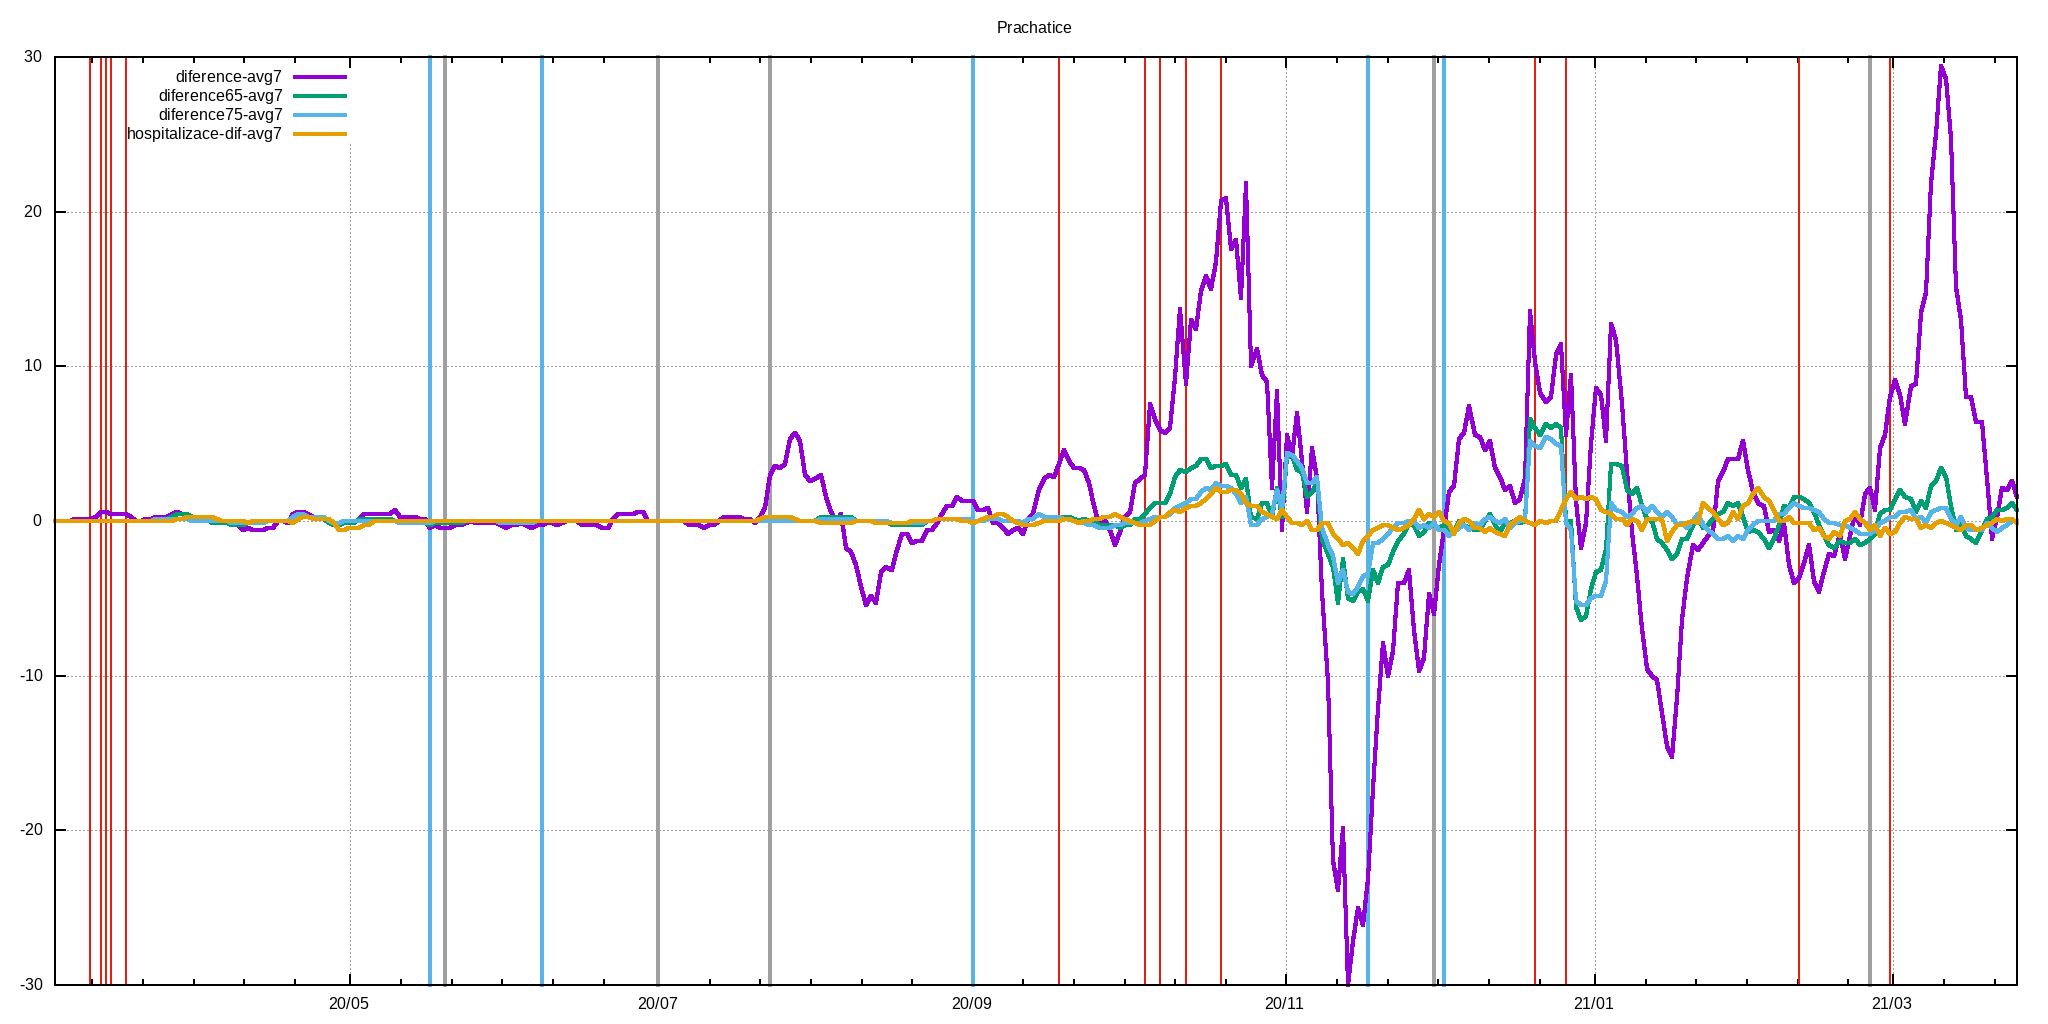 Prachatice
30
diference-avg7
diference65-avg7
diference75-avg7
hospitalizace-dif-avg7
20
10
0
-10
-20
-30
20/05 20/07 20/09 20/11 21/01 21/03